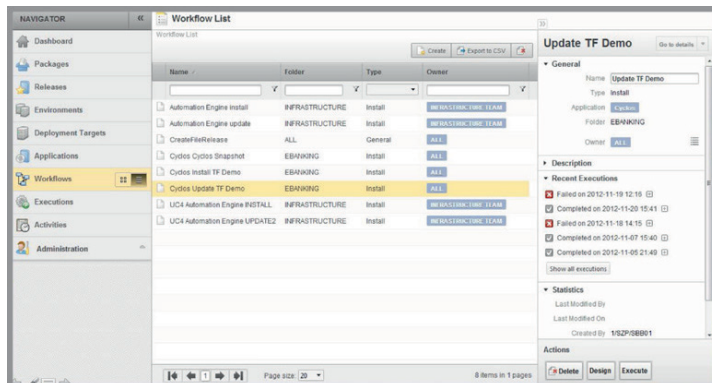 NAVIGATOR
Dashboard
Packages
Releases
Environments
Deployment Targets
Applications
Workflows
Executions
Activities
Administration
Workflow List
Workflow List
Create Export to CSV
Name Folder Type Owner
Automation Engine install INFRASTRUCTURE Install INFRASTRUCTURE TEAM
Automation Engine update INFRASTRUCTURE Install INFRASTRUCTURE TEAM
CreateFileRelease ALL General ALL
Cyclos Cyclos Snapshot EBANKING Install ALL
Cyclos Install TF Demo EBANKING Install ALL
Cyclos Update TF Demo EBANKING Install ALL
UC4 Automation Engine INSTALL INFRASTRUCTURE Install INFRASTRUCTURE TEAM
UC4 Automation Engine UPDATE2 INFRASTRUCTURE Install INFRASTRUCTURE TEAM
1 Page size: 20 8 items in 1 pages
Update TF Demo Go to details
General
Name Update TF Demo
Type Install
Application Cyclos
Folder EBANKING
Owner ALL
Description
Recent Executions
Failed on 2012-11-19 12:16
Completed on 2012-11-20 15:41
Failed on 2012-11-18 14:15
Completed on 2012-11-07 15:40
Completed on 2012-11-05 21:49
Show all executions
Statistics
Last Modified By
Last Modified On
Created By 1/SZP/SBB01
Actions
Delete Design Execute